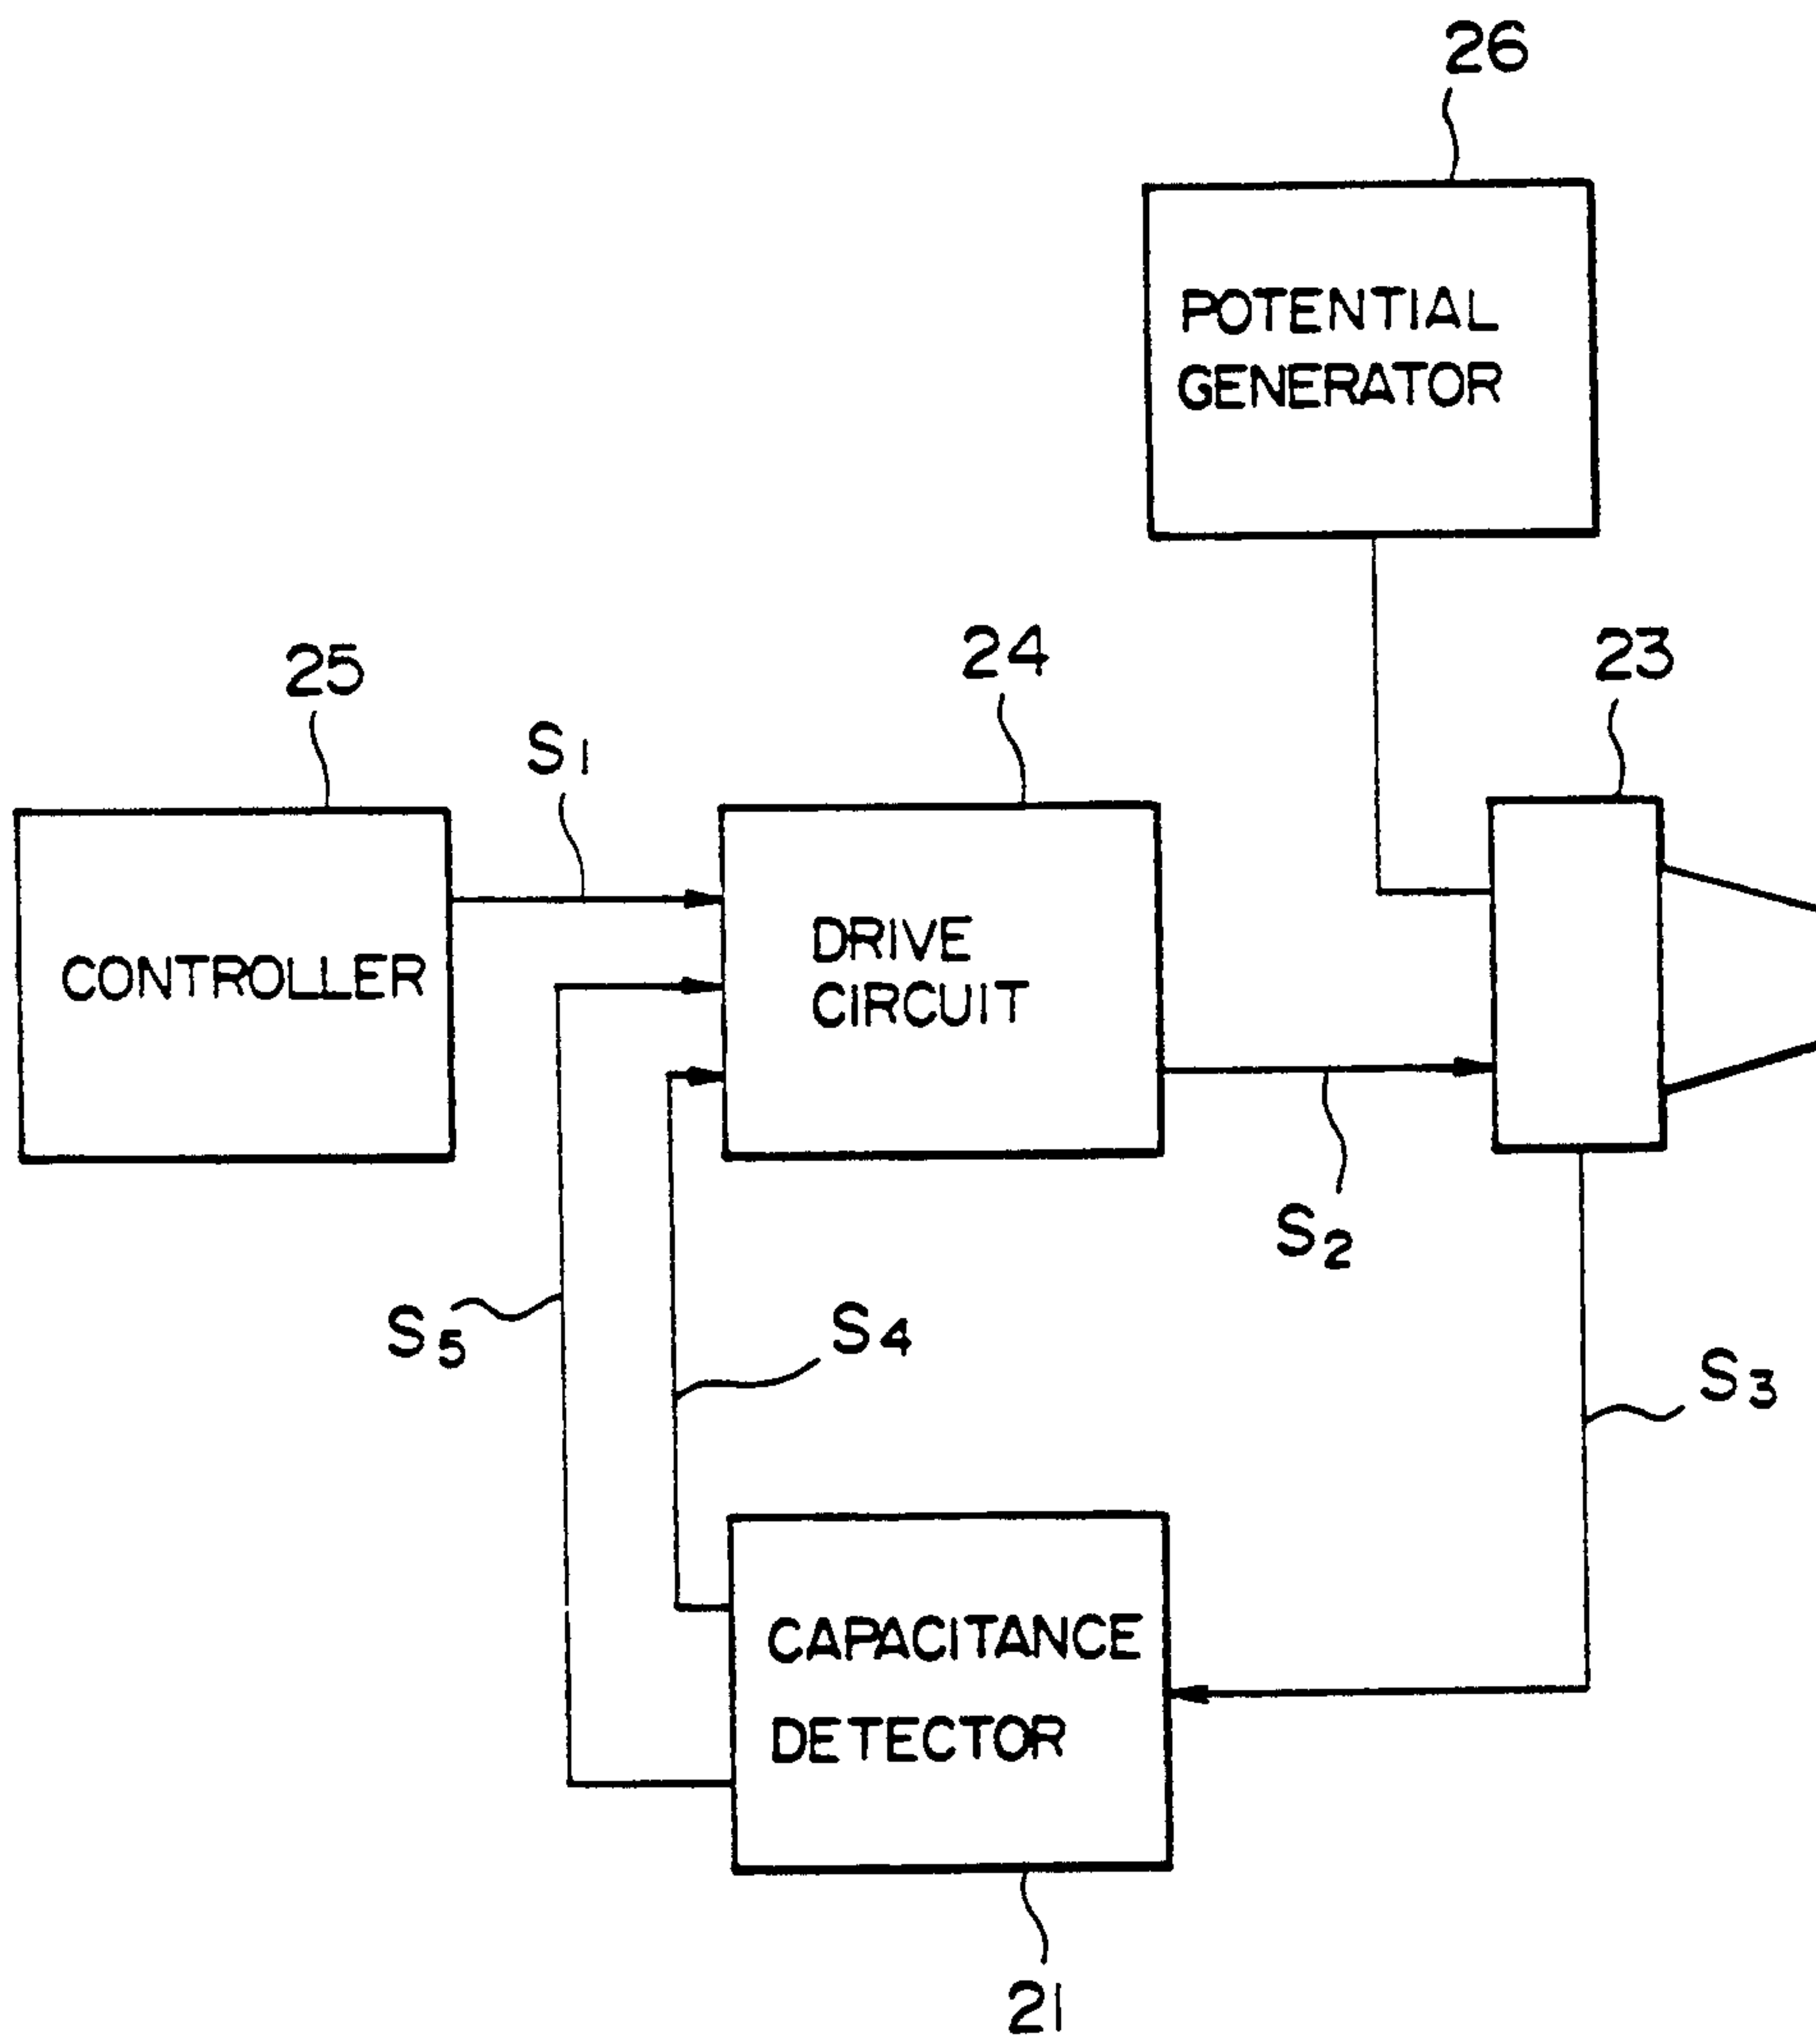 26
POTENTIAL
GENERATOR
25
24
23
S1
CONTROLLER
DRIVE
CIRCUIT
S2
S5
S4
S3
CAPACITANCE
DETECTOR
21